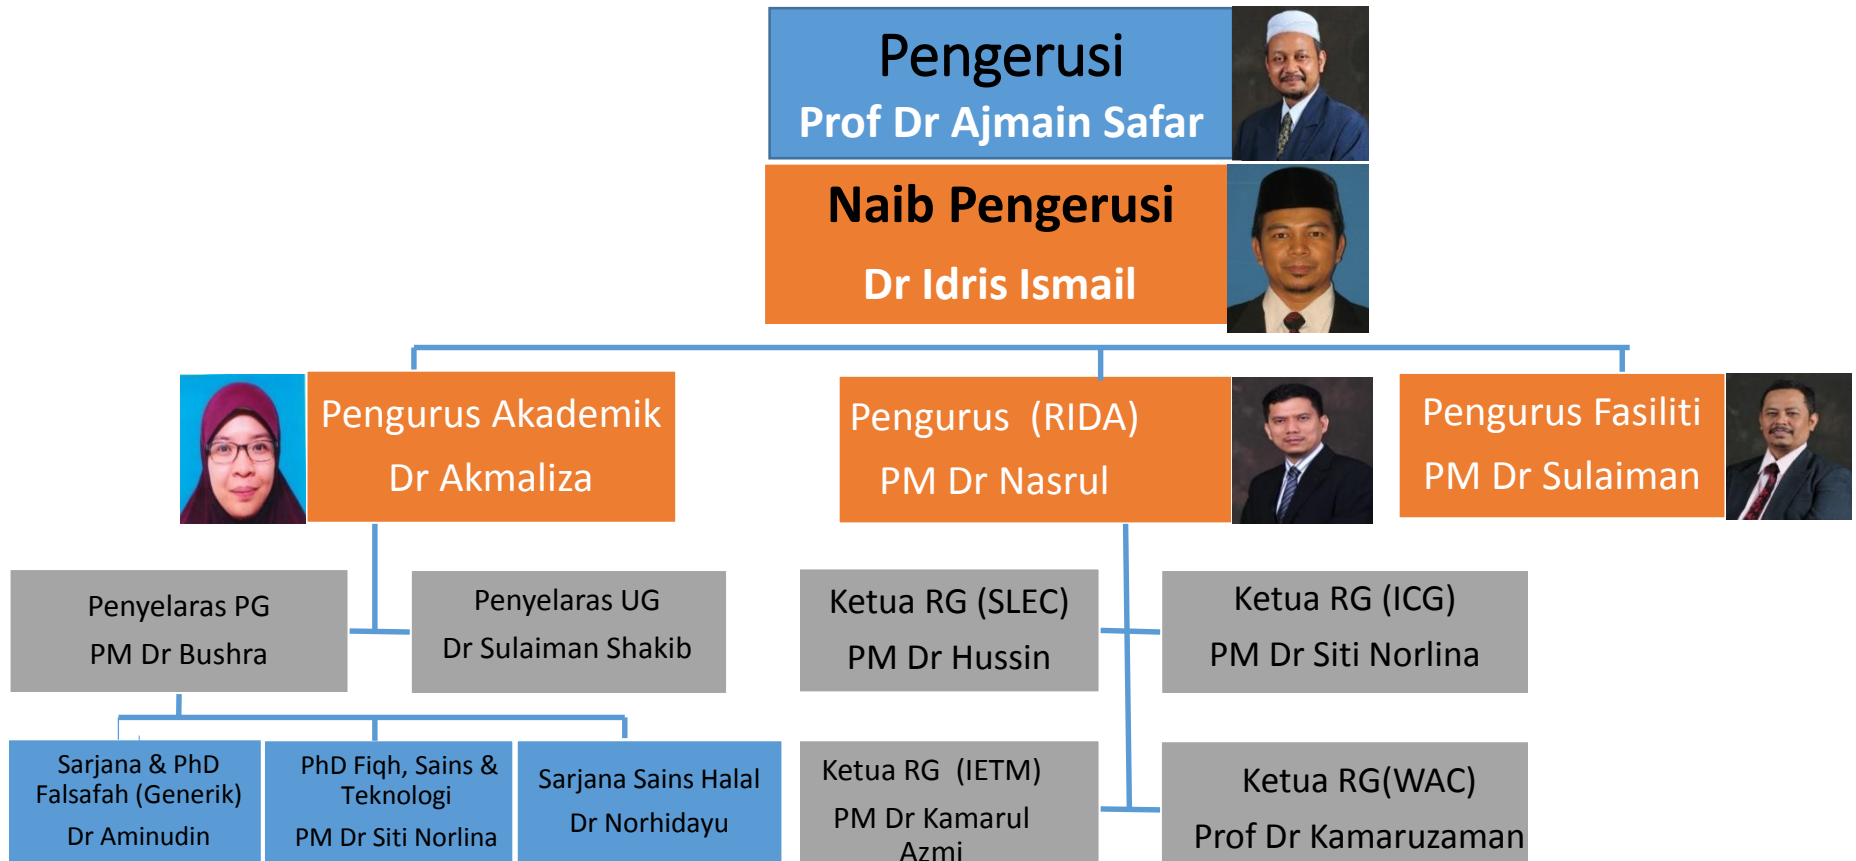 Pengerusi
Prof Dr Ajmain Safar
Naib Pengerusi
Dr Idris Ismail
Pengurus Akademik
Dr Akmaliza
Pengurus (RIDA)
PM Dr Nasrul
Pengurus Fasiliti
PM Dr Sulaiman
Penyelaras PG
PM Dr Bushra
Penyelaras UG
Dr Sulaiman Shakib
Ketua RG (SLEC)
PM Dr Hussin
Ketua RG (ICG)
PM Dr Siti Norlina
Sarjana & PhD
Falsafah (Generik)
Dr Aminudin
PhD Fiqh, Sains &
Teknologi
PM Dr Siti Norlina
Sarjana Sains Halal
Dr Norhidayu
Ketua RG (IETM)
PM Dr Kamarul
Azmi
Ketua RG(WAC)
Prof Dr Kamaruzaman